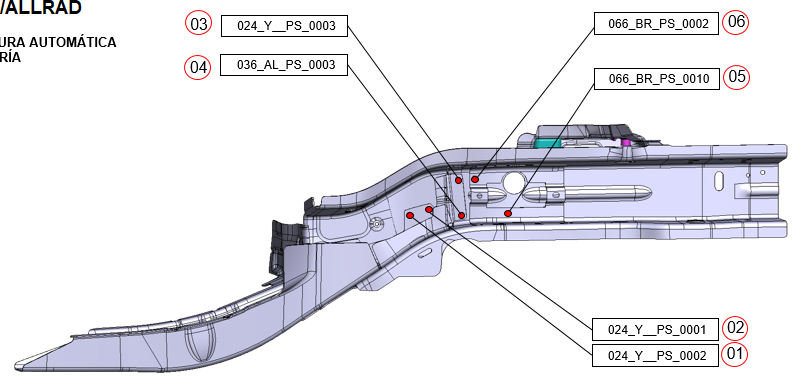 /ALLRAD
URA AUTOMÁTICA
RÍA
03 024_Y__PS_0003
04 036_AL_PS_0003
066_BR_PS_0002 06
066_BR_PS_0010 05
024_Y__PS_0001 02
024_Y__PS_0002 01